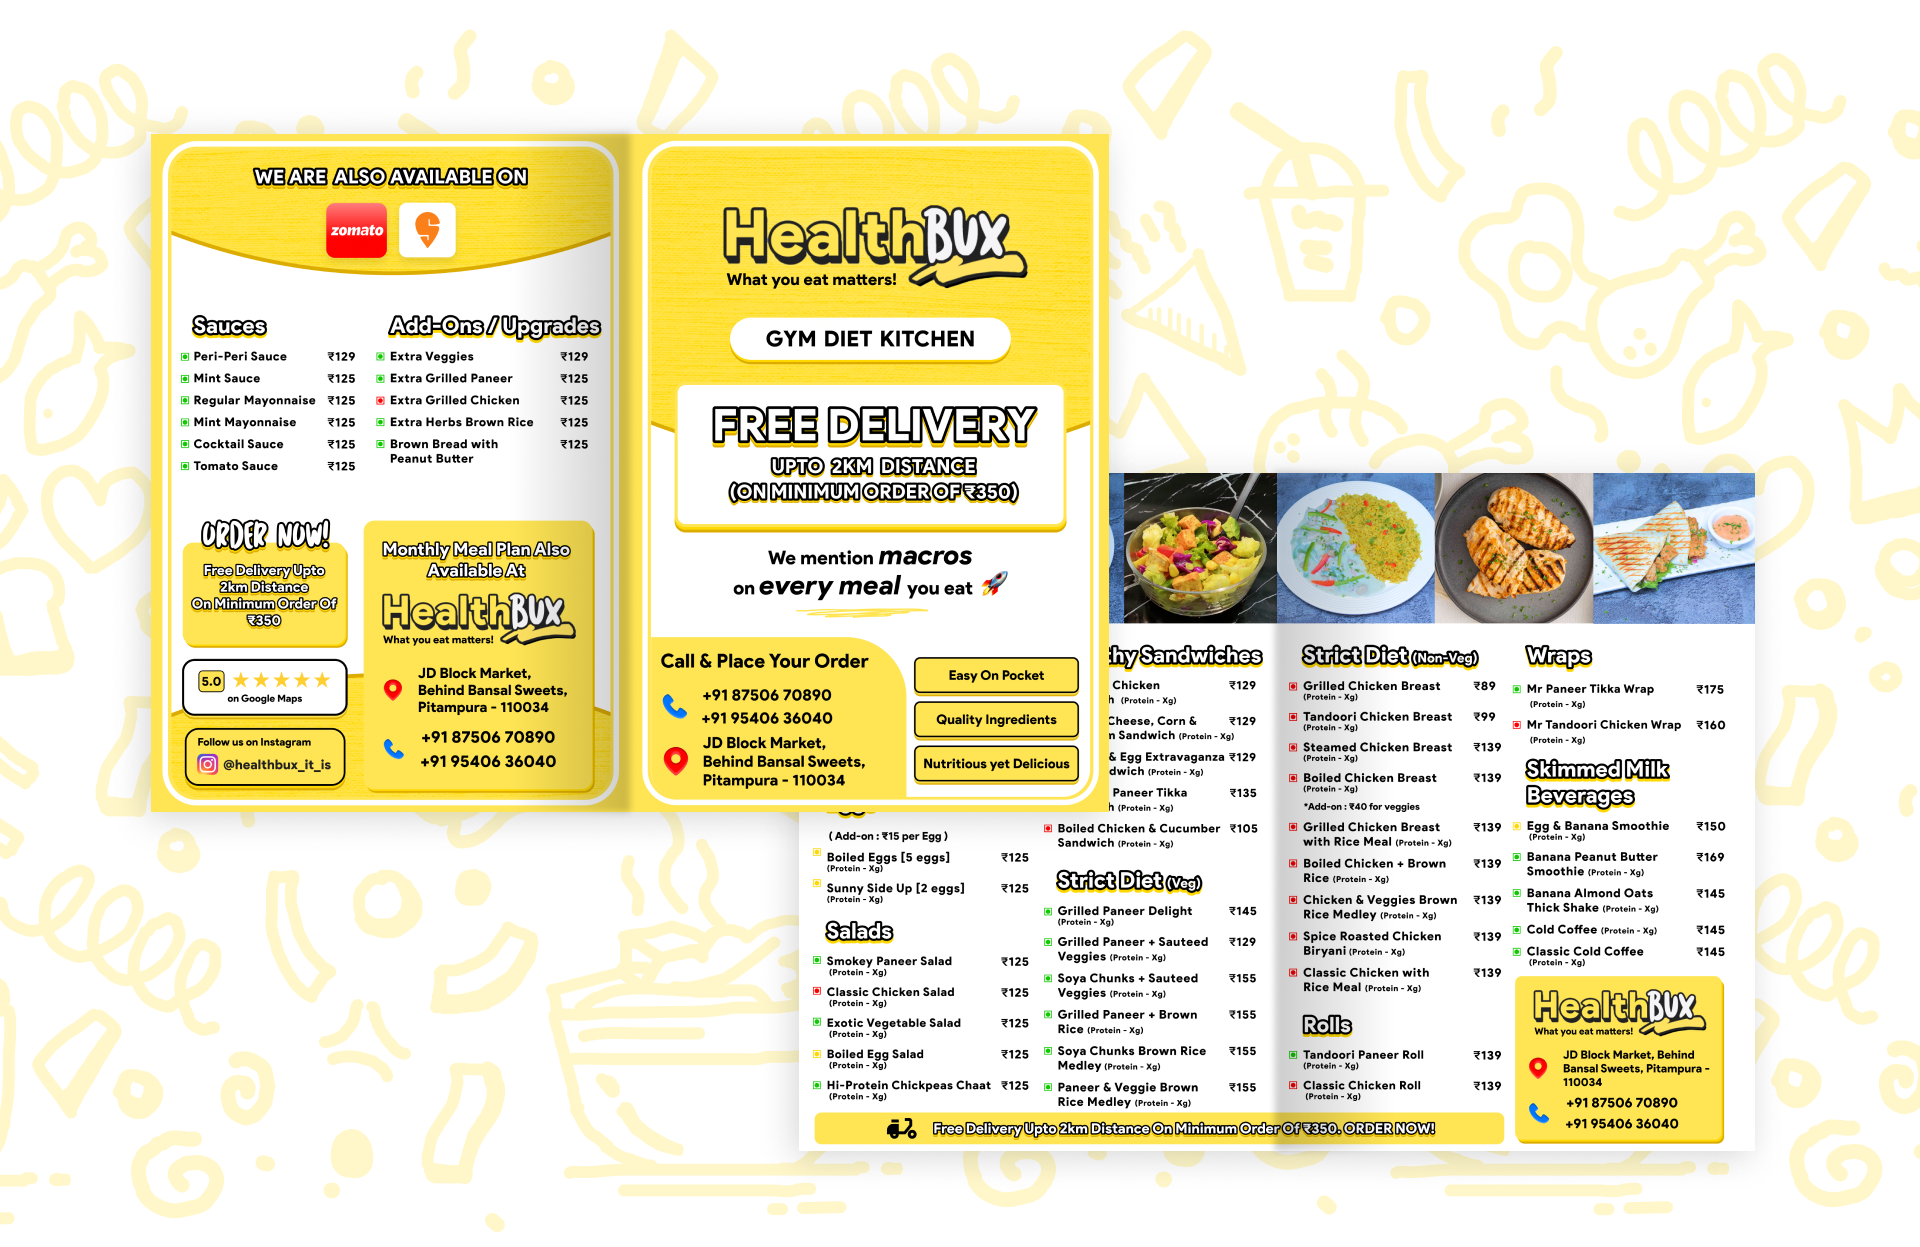 WE ARE ALSO AVAILABLE ON
zomato
Sauces
Peri-Peri Sauce ₹129
Mint Sauce ₹125
Regular Mayonnaise ₹125
Mint Mayonnaise ₹125
Cocktail Sauce ₹125
Tomato Sauce ₹125
Add-Ons / Upgrades
Extra Veggies ₹129
Extra Grilled Paneer ₹125
Extra Grilled Chicken ₹125
Extra Herbs Brown Rice ₹125
Brown Bread with ₹125
Peanut Butter
ORDER NOW!
Free Delivery Upto
2km Distance
On Minimum Order Of
₹350
5.0
on Google Maps
Follow us on Instagram
@healthbux_it_is
Monthly Meal Plan Also
Available At
HealthBUX
What you eat matters!
JD Block Market,
Behind Bansal Sweets,
Pitampura - 110034
+91 87506 70890
+91 95406 36040
HealthBUX
What you eat matters!
GYM DIET KITCHEN
FREE DELIVERY
UPTO 2KM DISTANCE
(ON MINIMUM ORDER OF ₹350)
We mention macros
on every meal you eat
Call & Place Your Order
+91 87506 70890
+91 95406 36040
JD Block Market,
Behind Bansal Sweets,
Pitampura - 110034
Easy On Pocket
Quality Ingredients
Nutritious yet Delicious
( Add-on : ₹15 per Egg )
Boiled Eggs [5 eggs] ₹125
(Protein - Xg)
Sunny Side Up [2 eggs] ₹125
(Protein - Xg)
Salads
Smokey Paneer Salad ₹125
(Protein - Xg)
Classic Chicken Salad ₹125
(Protein - Xg)
Exotic Vegetable Salad ₹125
(Protein - Xg)
Boiled Egg Salad ₹125
(Protein - Xg)
Hi-Protein Chickpeas Chaat ₹125
(Protein - Xg)
hy Sandwiches
Chicken ₹129
h (Protein - Xg)
Cheese, Corn & ₹129
n Sandwich (Protein - Xg)
& Egg Extravaganza ₹129
dwich (Protein - Xg)
Paneer Tikka ₹135
h (Protein - Xg)
Boiled Chicken & Cucumber ₹105
Sandwich (Protein - Xg)
Strict Diet (Veg)
Grilled Paneer Delight ₹145
(Protein - Xg)
Grilled Paneer + Sauteed ₹129
Veggies (Protein - Xg)
Soya Chunks + Sauteed ₹155
Veggies (Protein - Xg)
Grilled Paneer + Brown ₹155
Rice (Protein - Xg)
Soya Chunks Brown Rice ₹155
Medley (Protein - Xg)
Paneer & Veggie Brown ₹155
Rice Medley (Protein - Xg)
Strict Diet (Non-Veg)
Grilled Chicken Breast ₹89
(Protein - Xg)
Tandoori Chicken Breast ₹99
(Protein - Xg)
Steamed Chicken Breast ₹139
(Protein - Xg)
Boiled Chicken Breast ₹139
(Protein - Xg)
*Add-on : ₹40 for veggies
Grilled Chicken Breast ₹139
with Rice Meal (Protein - Xg)
Boiled Chicken + Brown ₹139
Rice (Protein - Xg)
Chicken & Veggies Brown ₹139
Rice Medley (Protein - Xg)
Spice Roasted Chicken ₹139
Biryani (Protein - Xg)
Classic Chicken with ₹139
Rice Meal (Protein - Xg)
Rolls
Tandoori Paneer Roll ₹139
(Protein - Xg)
Classic Chicken Roll ₹139
(Protein - Xg)
Wraps
Mr Paneer Tikka Wrap ₹175
(Protein - Xg)
Mr Tandoori Chicken Wrap ₹160
(Protein - Xg)
Skimmed Milk
Beverages
Egg & Banana Smoothie ₹150
(Protein - Xg)
Banana Peanut Butter ₹169
Smoothie (Protein - Xg)
Banana Almond Oats ₹145
Thick Shake (Protein - Xg)
Cold Coffee (Protein - Xg) ₹145
Classic Cold Coffee ₹145
(Protein - Xg)
HealthBUX
What you eat matters!
JD Block Market, Behind
Bansal Sweets, Pitampura -
110034
+91 87506 70890
+91 95406 36040
Free Delivery Upto 2km Distance On Minimum Order Of ₹350. ORDER NOW!